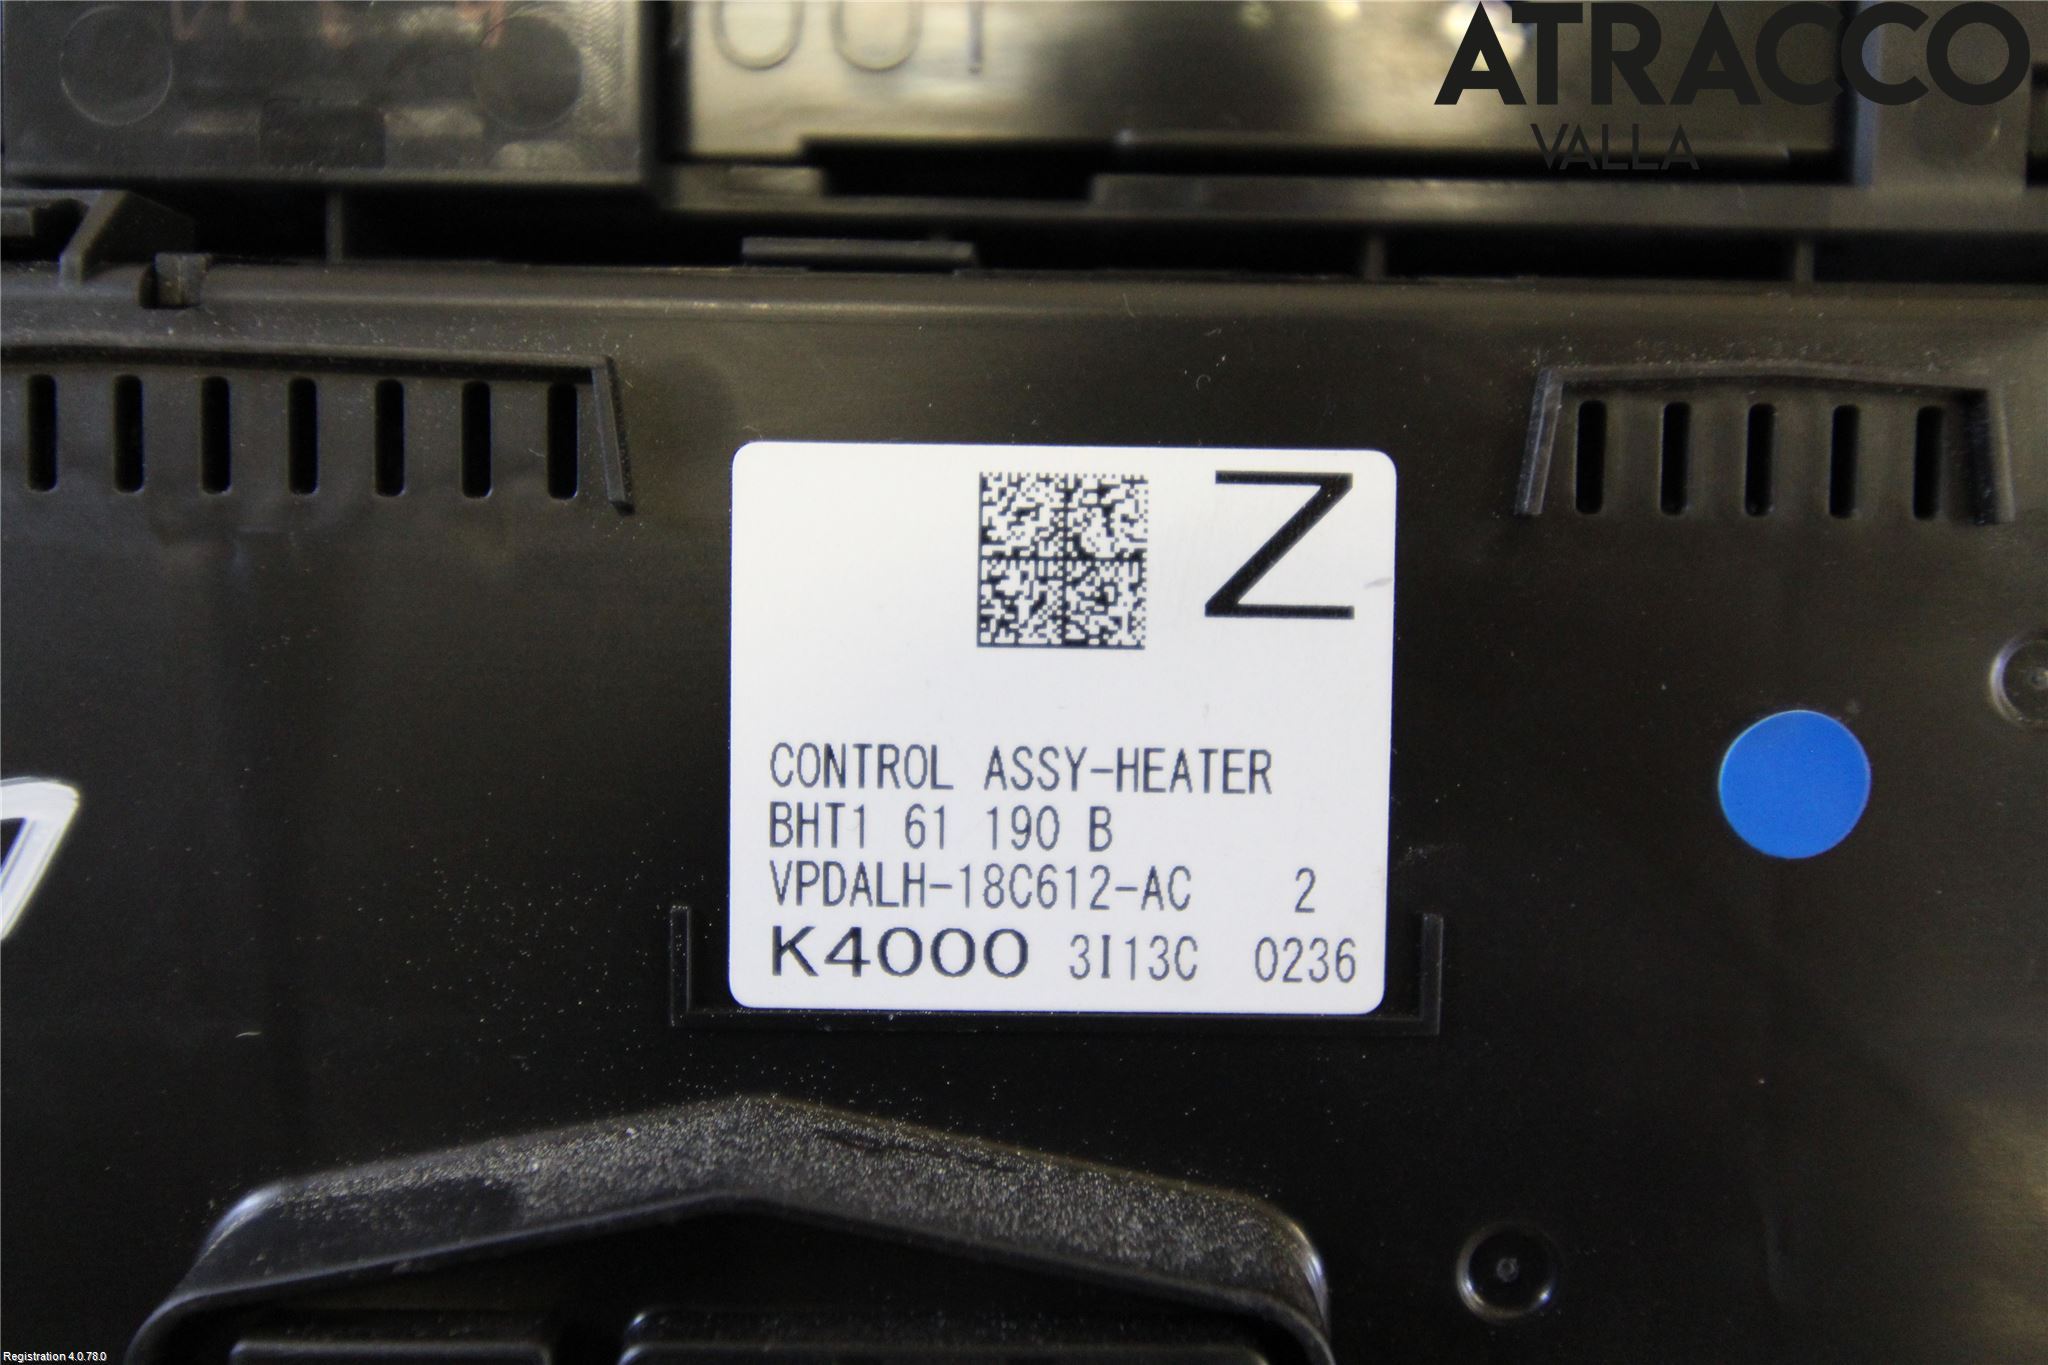 ATRACCO
VALLA
Z
CONTROL ASSY-HEATER
BHT1 61 190 B
VPDALH-18C612-AC 2
K4000 3I13C 0236
Registration 4.0.78.0